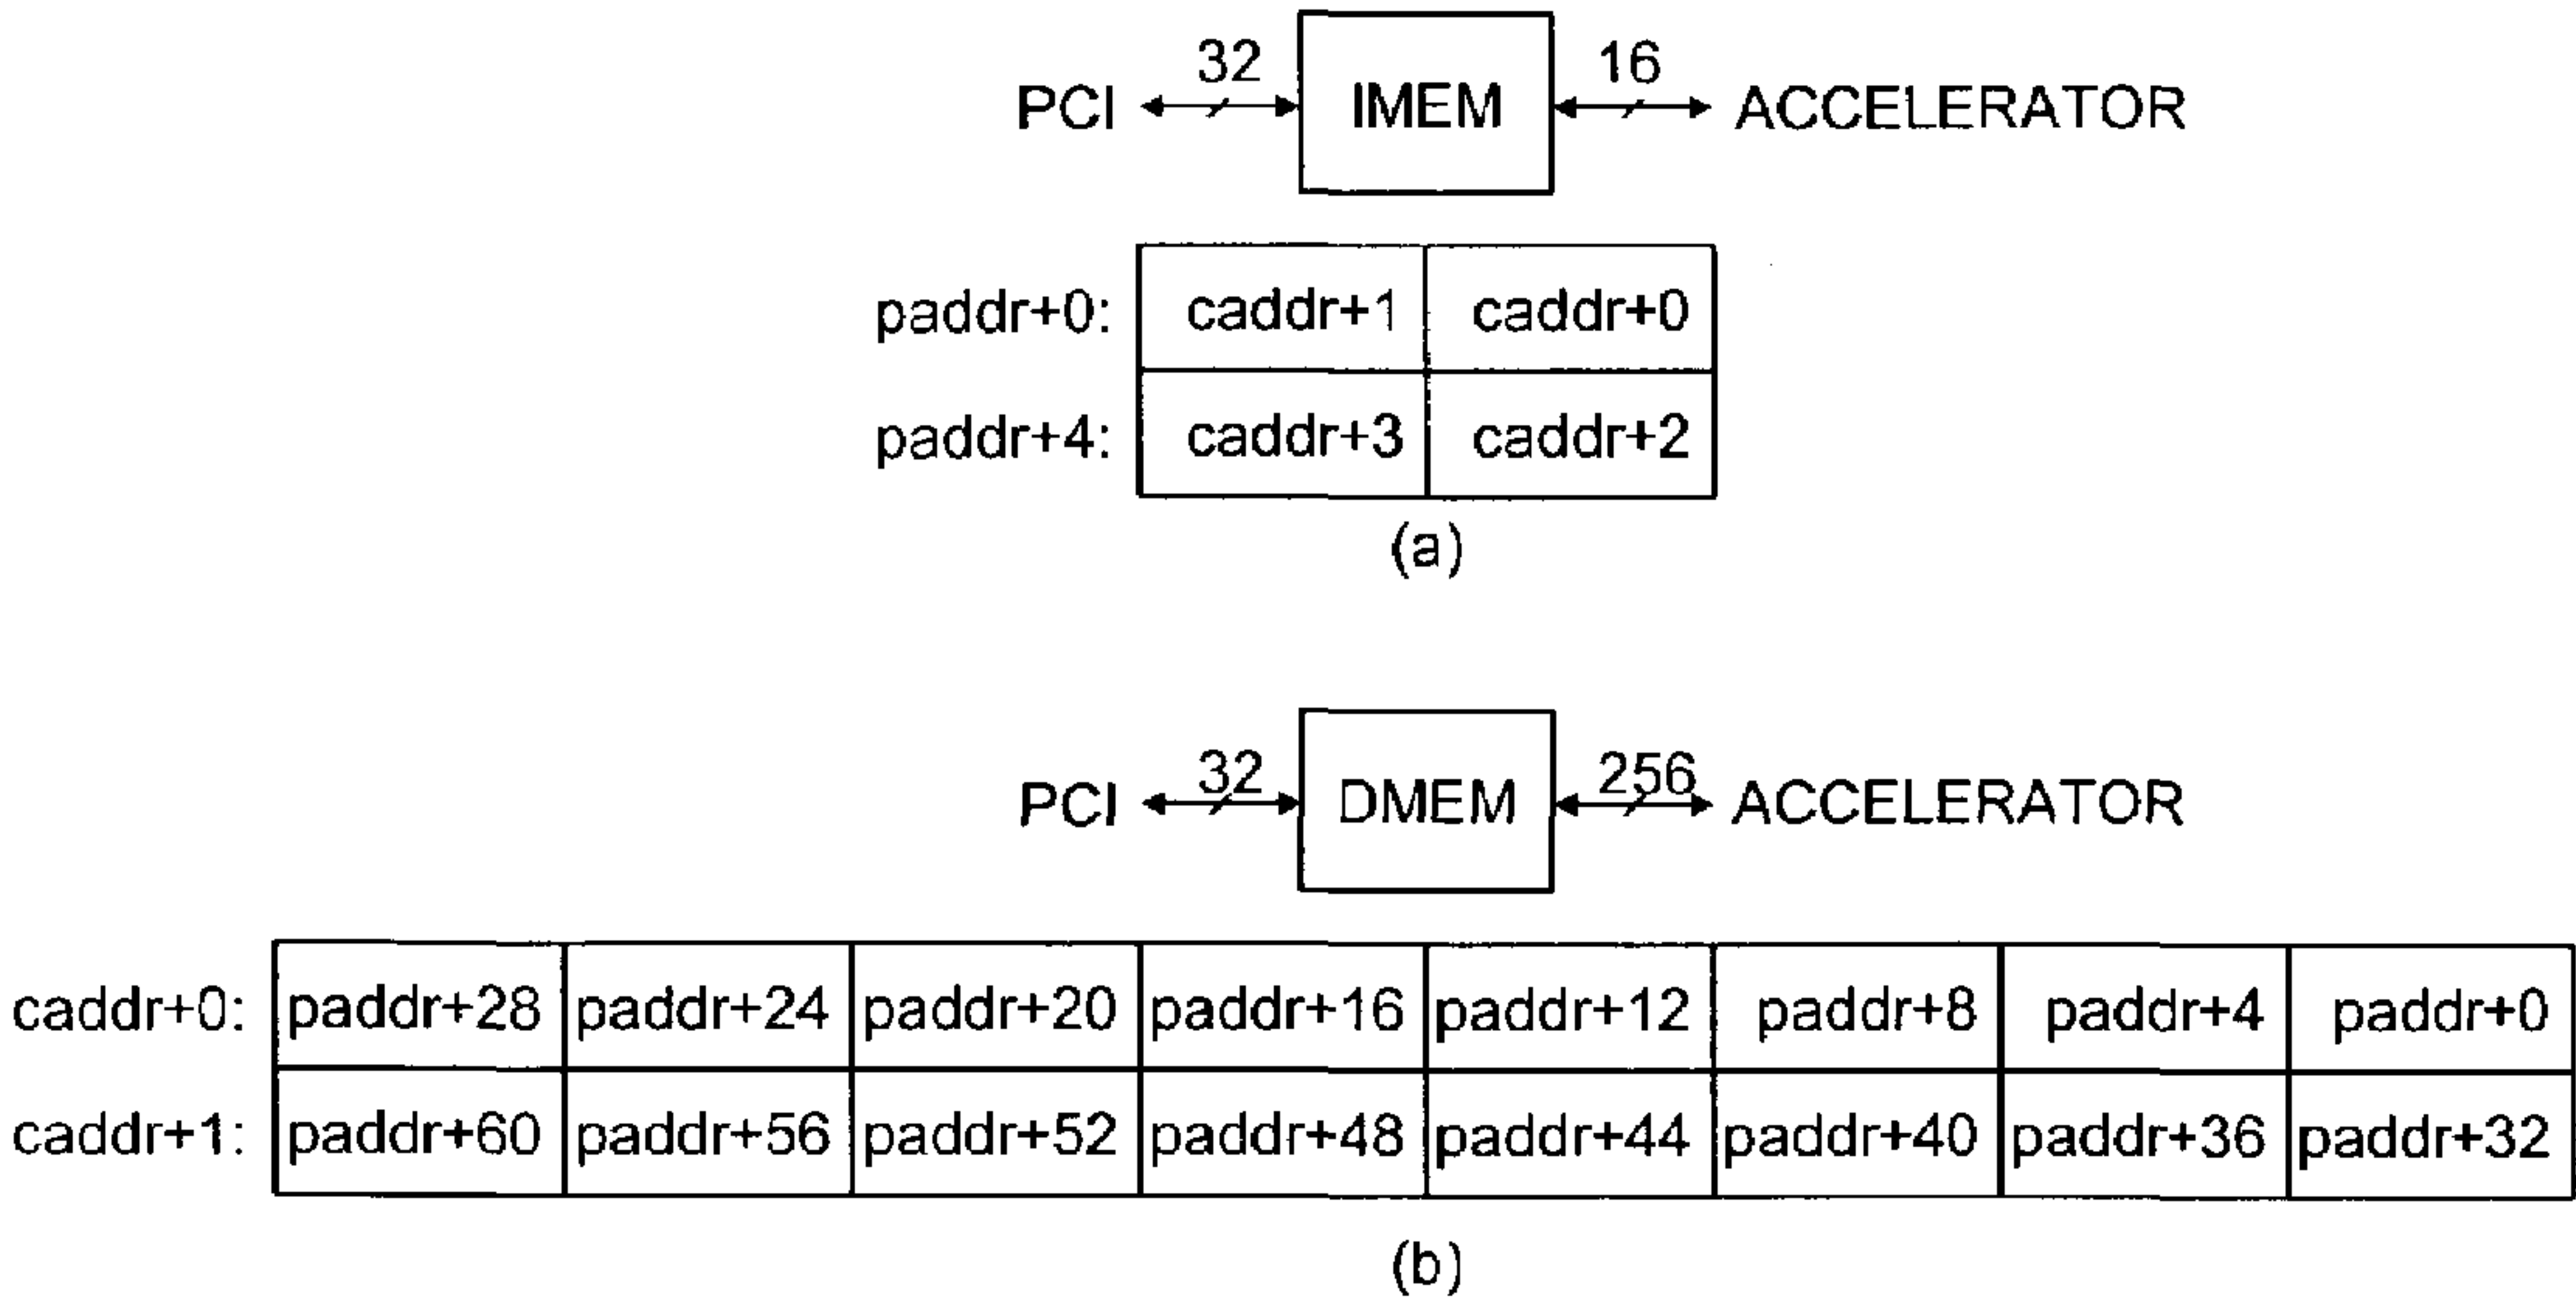 32 16
PCI IMEM ACCELERATOR
paddr+0: caddr+1 caddr+0
paddr+4: caddr+3 caddr+2
(a)
32 256
PCI DMEM ACCELERATOR
caddr+0: paddr+28 paddr+24 paddr+20 paddr+16 paddr+12 paddr+8 paddr+4 paddr+0
caddr+1: paddr+60 paddr+56 paddr+52 paddr+48 paddr+44 paddr+40 paddr+36 paddr+32
(b)